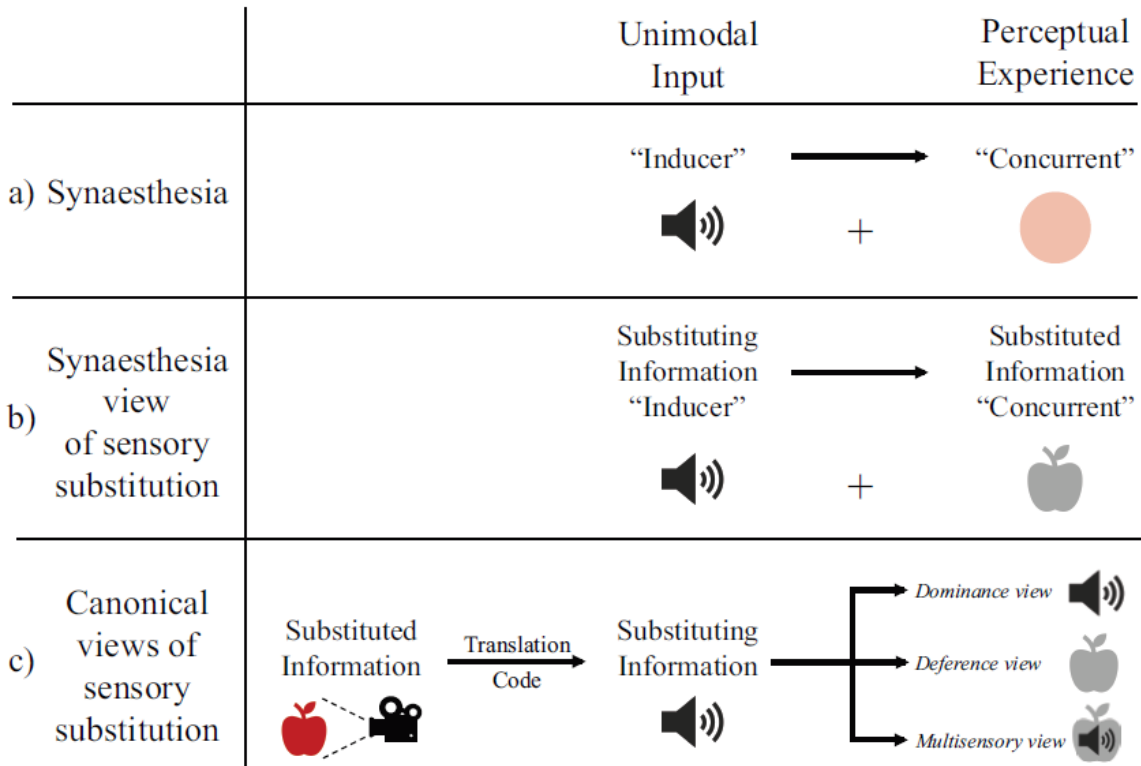 Unimodal
Input
Perceptual
Experience
a) Synaesthesia
“Inducer”
“Concurrent”
+
b)
Synaesthesia
view
of sensory
substitution
Substituting
Information
“Inducer”
Substituted
Information
“Concurrent”
+
c)
Canonical
views of
sensory
substitution
Substituted
Information
Translation
Code
Substituting
Information
Dominance view
Deference view
Multisensory view